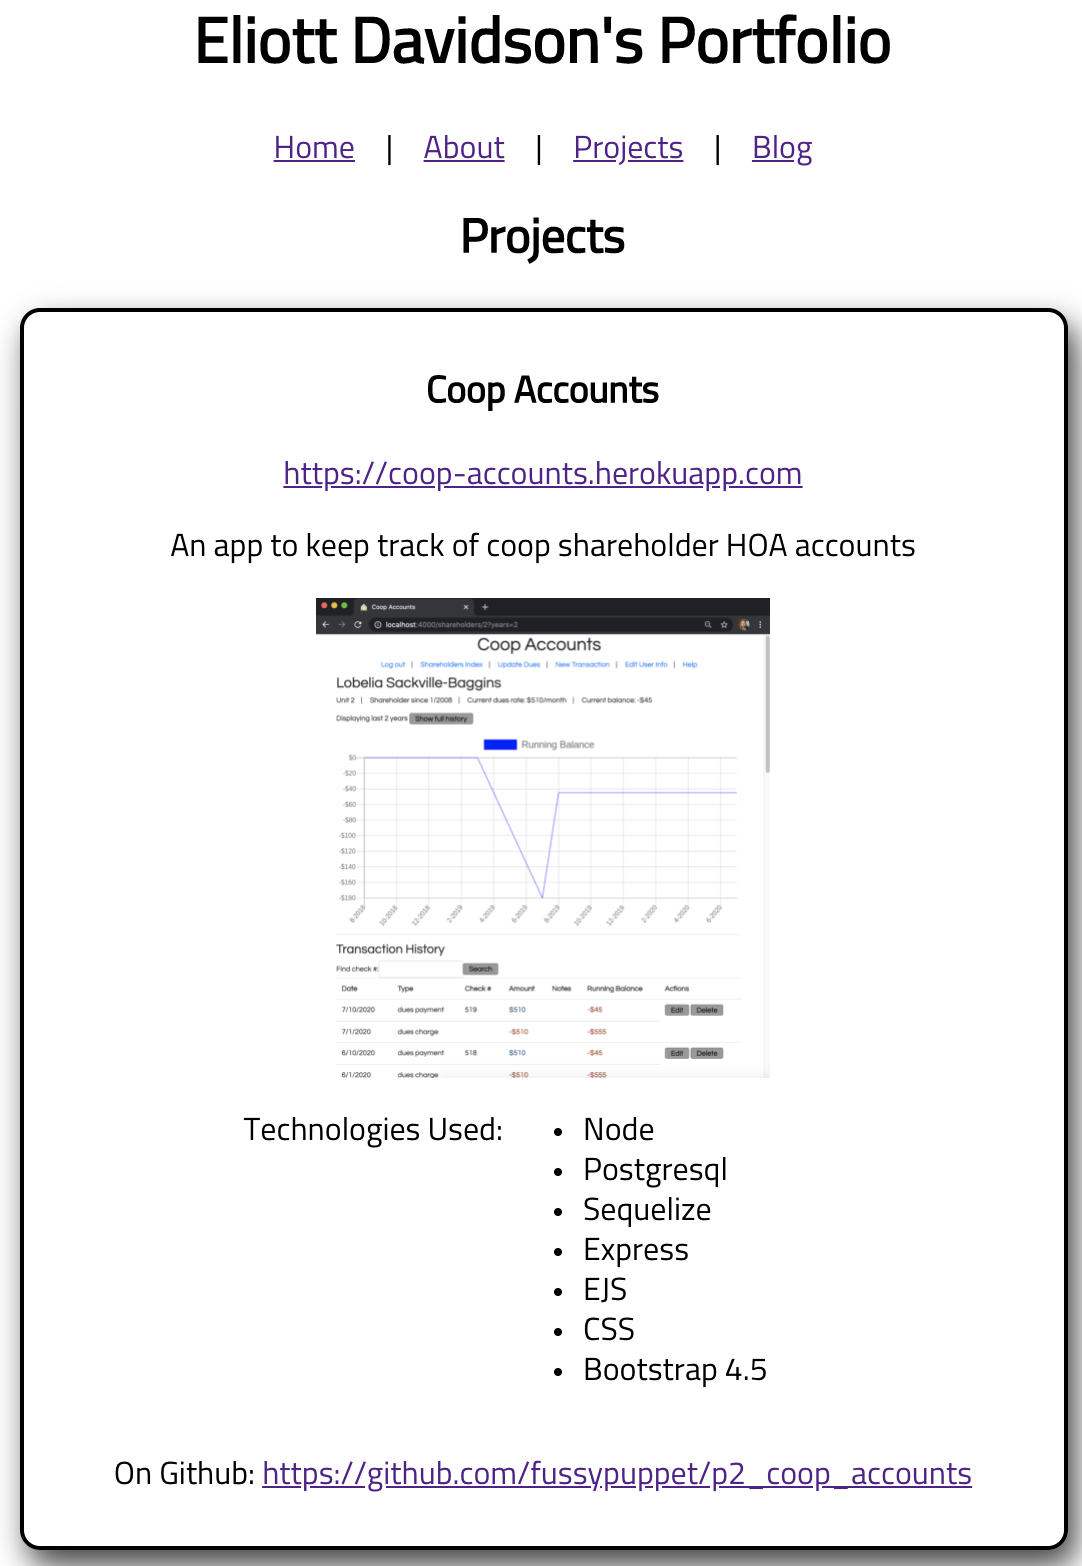 Eliott Davidson's Portfolio
Home | About | Projects | Blog
Projects
Coop Accounts
https://coop-accounts.herokuapp.com
An app to keep track of coop shareholder HOA accounts
Coop Accounts
localhost:4000/shareholders/2?years=2
Coop Accounts
Log out | Shareholders Index | Update Dues | New Transaction | Edit User Info | Help
Lobelia Sackville-Baggins
Unit 2 | Shareholder since 1/2008 | Current dues rate: $510/month | Current balance: -$45
Displaying last 2 years Show full history
Running Balance
$0
-$20
-$40
-$60
-$80
-$100
-$120
-$140
-$160
-$180
8-2018 10-2018 12-2018 2-2019 4-2019 6-2019 8-2019 10-2019 12-2019 2-2020 4-2020 6-2020
Transaction History
Find check #: Search
Date Type Check # Amount Notes Running Balance Actions
7/10/2020 dues payment 519 $510 -$45 Edit Delete
7/1/2020 dues charge -$510 -$555
6/10/2020 dues payment 518 $510 -$45 Edit Delete
6/1/2020 dues charge -$510 -$555
Technologies Used:
• Node
• Postgresql
• Sequelize
• Express
• EJS
• CSS
• Bootstrap 4.5
On Github: https://github.com/fussypuppet/p2_coop_accounts